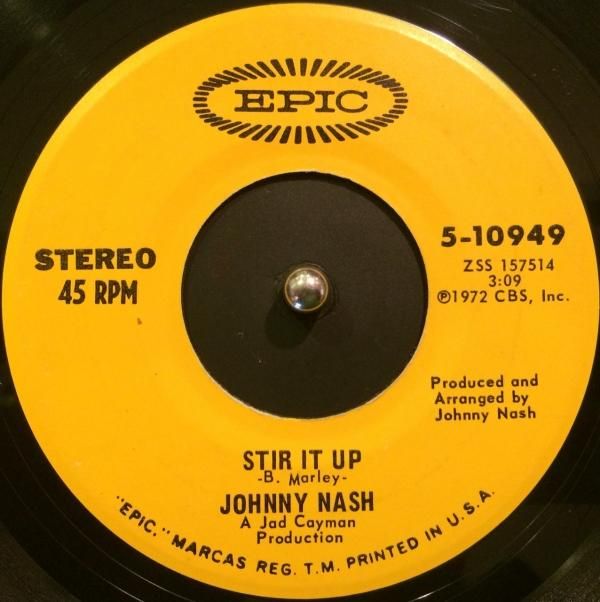 EPIC
STEREO
45 RPM
5-10949
ZSS 157514
3:09
Ⓟ1972 CBS, Inc.
Produced and
Arranged by
Johnny Nash
STIR IT UP
-B. Marley-
JOHNNY NASH
A Jad Cayman
Production
"EPIC," MARCAS REG. T.M. PRINTED IN U.S.A.